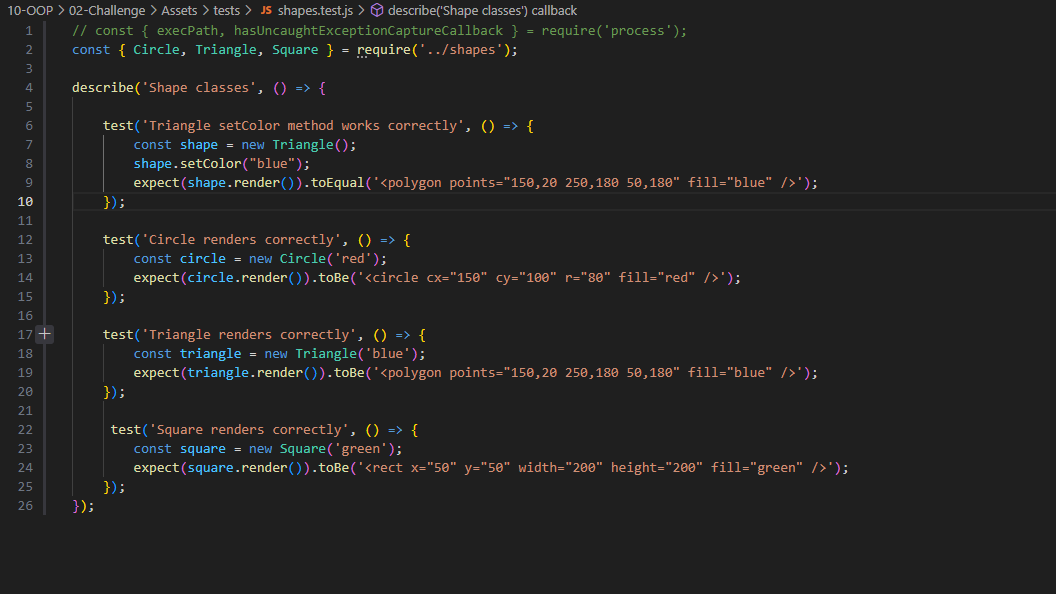 10-OOP > 02-Challenge > Assets > tests > JS shapes.test.js > describe('Shape classes') callback
1 // const { execPath, hasUncaughtExceptionCaptureCallback } = require('process');
2 const { Circle, Triangle, Square } = require('../shapes');
3
4 describe('Shape classes', () => {
5
6     test('Triangle setColor method works correctly', () => {
7         const shape = new Triangle();
8         shape.setColor("blue");
9         expect(shape.render()).toEqual('<polygon points="150,20 250,180 50,180" fill="blue" />');
10     });
11
12     test('Circle renders correctly', () => {
13         const circle = new Circle('red');
14         expect(circle.render()).toBe('<circle cx="150" cy="100" r="80" fill="red" />');
15     });
16
17     test('Triangle renders correctly', () => {
18         const triangle = new Triangle('blue');
19         expect(triangle.render()).toBe('<polygon points="150,20 250,180 50,180" fill="blue" />');
20     });
21
22      test('Square renders correctly', () => {
23         const square = new Square('green');
24         expect(square.render()).toBe('<rect x="50" y="50" width="200" height="200" fill="green" />');
25     });
26 });